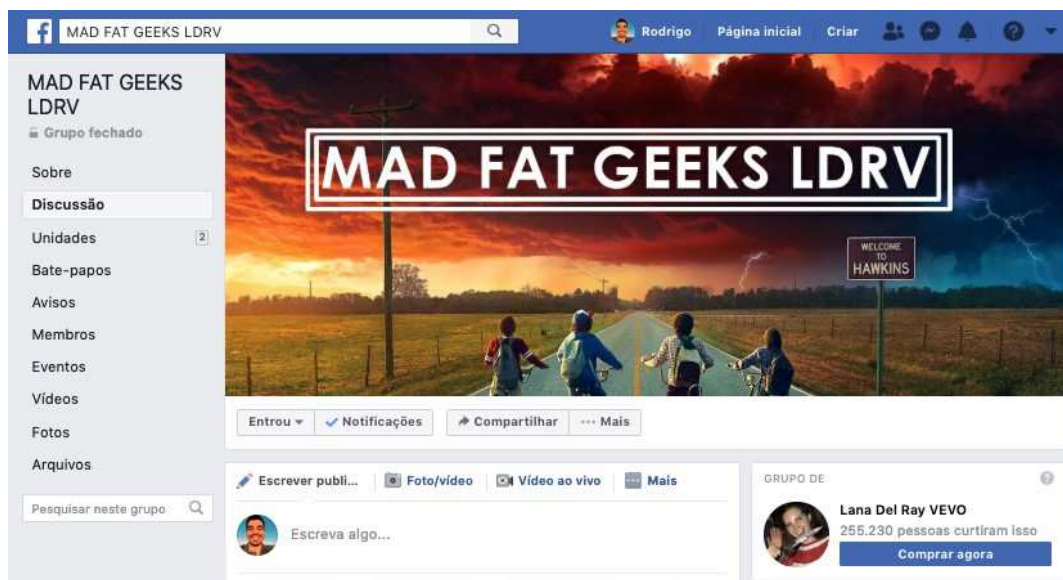 MAD FAT GEEKS LDRV
Rodrigo Página inicial Criar
MAD FAT GEEKS
LDRV
Grupo fechado
Sobre
Discussão
Unidades 2
Bate-papos
Avisos
Membros
Eventos
Vídeos
Fotos
Arquivos
Pesquisar neste grupo
MAD FAT GEEKS LDRV
WELCOME
TO
HAWKINS
Entrou Notificações Compartilhar Mais
Escrever publi... Foto/vídeo Vídeo ao vivo Mais
Escreva algo...
GRUPO DE
Lana Del Ray VEVO
255.230 pessoas curtiram isso
Comprar agora